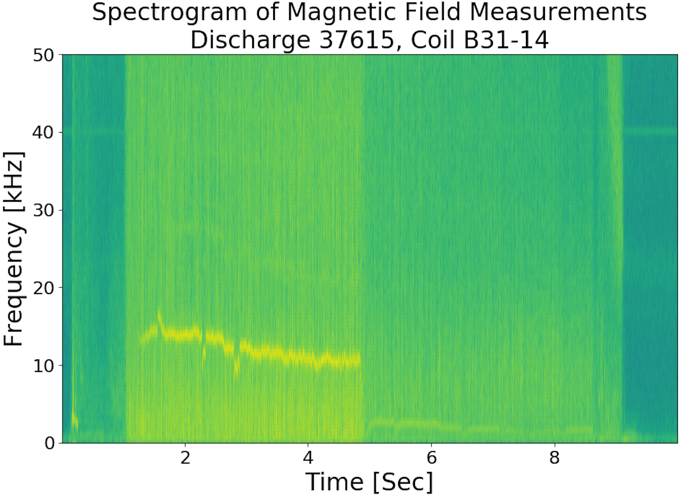 Spectrogram of Magnetic Field Measurements
Discharge 37615, Coil B31-14
50
40
30
20
10
0
Frequency [kHz]
2 4 6 8
Time [Sec]